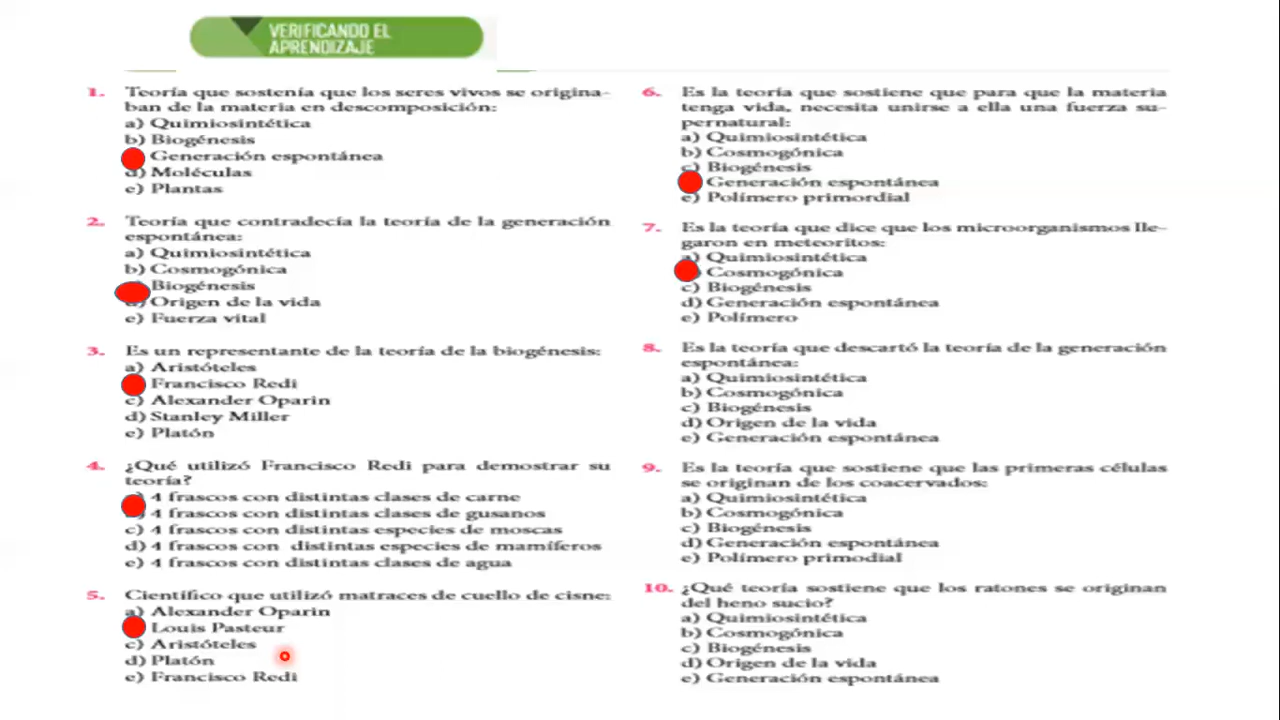 VERIFICANDO EL
APRENDIZAJE
1. Teoría que sostenía que los seres vivos se origina-
ban de la materia en descomposición:
a) Quimiosintética
b) Biogénesis
Generación espontánea
d) Moléculas
e) Plantas
2. Teoría que contradecía la teoría de la generación
espontánea:
a) Quimiosintética
b) Cosmogónica
Biogénesis
d) Origen de la vida
e) Fuerza vital
3. Es un representante de la teoría de la biogénesis:
a) Aristóteles
Francisco Redi
c) Alexander Oparin
d) Stanley Miller
e) Platón
4. ¿Qué utilizó Francisco Redi para demostrar su
teoría?
4 frascos con distintas clases de carne
4 frascos con distintas clases de gusanos
c) 4 frascos con distintas especies de moscas
d) 4 frascos con distintas especies de mamíferos
e) 4 frascos con distintas clases de agua
5. Científico que utilizó matraces de cuello de cisne:
a) Alexander Oparin
Louis Pasteur
c) Aristóteles
d) Platón
e) Francisco Redi
6. Es la teoría que sostiene que para que la materia
tenga vida, necesita unirse a ella una fuerza su-
pernatural:
a) Quimiosintética
b) Cosmogónica
c) Biogénesis
Generación espontánea
e) Polímero primordial
7. Es la teoría que dice que los microorganismos lle-
garon en meteoritos:
a) Quimiosintética
Cosmogónica
c) Biogénesis
d) Generación espontánea
e) Polímero
8. Es la teoría que descartó la teoría de la generación
espontánea:
a) Quimiosintética
b) Cosmogónica
c) Biogénesis
d) Origen de la vida
e) Generación espontánea
9. Es la teoría que sostiene que las primeras células
se originan de los coacervados:
a) Quimiosintética
b) Cosmogónica
c) Biogénesis
d) Generación espontánea
e) Polímero primodial
10. ¿Qué teoría sostiene que los ratones se originan
del heno sucio?
a) Quimiosintética
b) Cosmogónica
c) Biogénesis
d) Origen de la vida
e) Generación espontánea